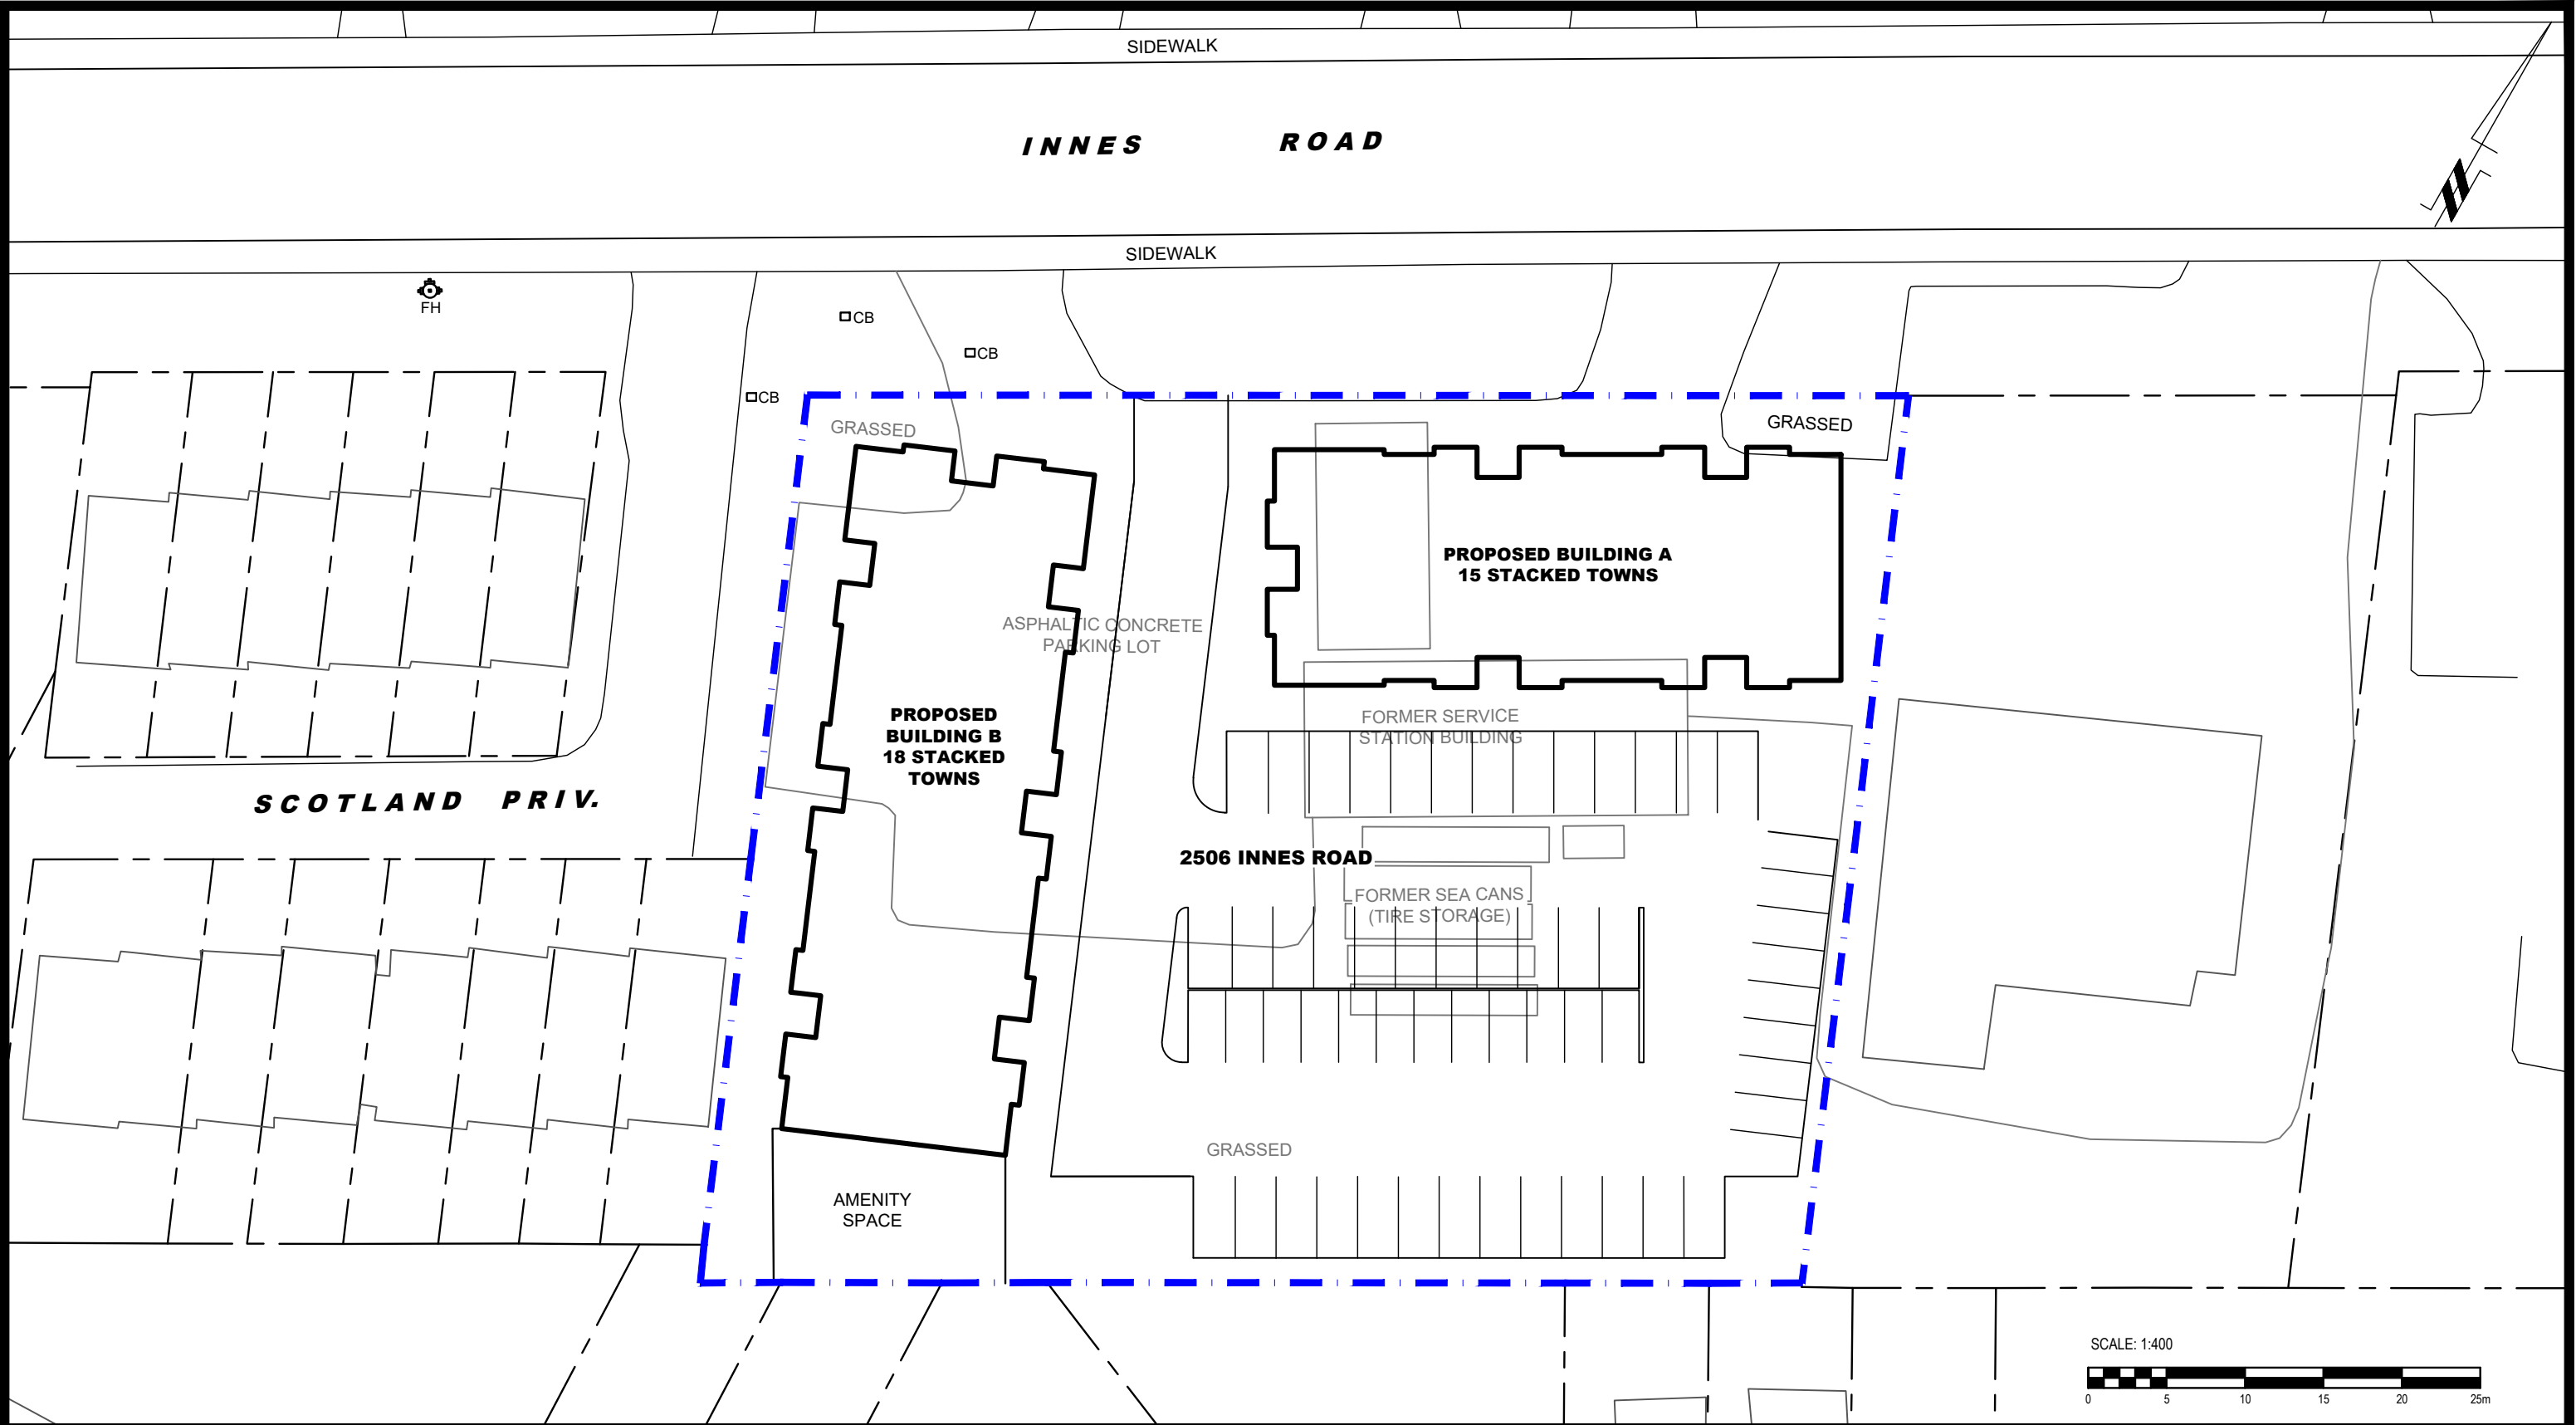 SIDEWALK
INNES ROAD
N
SIDEWALK
FH
CB
CB
CB
GRASSED
GRASSED
PROPOSED BUILDING A
15 STACKED TOWNS
ASPHALTIC CONCRETE
PARKING LOT
PROPOSED
BUILDING B
18 STACKED
TOWNS
FORMER SERVICE
STATION BUILDING
SCOTLAND PRIV.
2506 INNES ROAD
FORMER SEA CANS
(TIRE STORAGE)
GRASSED
AMENITY
SPACE
SCALE: 1:400
0 5 10 15 20 25m